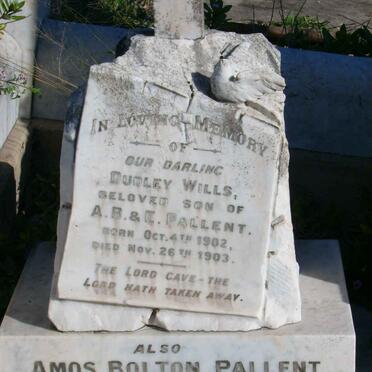 IN LOVING MEMORY
OF
OUR DARLING
DUDLEY WILLS,
BELOVED SON OF
A.B.& E. PALLENT.
BORN OCT. 4TH 1902,
DIED NOV. 26TH 1903.
THE LORD GAVE - THE
LORD HATH TAKEN AWAY.
ALSO
AMOS BOLTON PALLENT